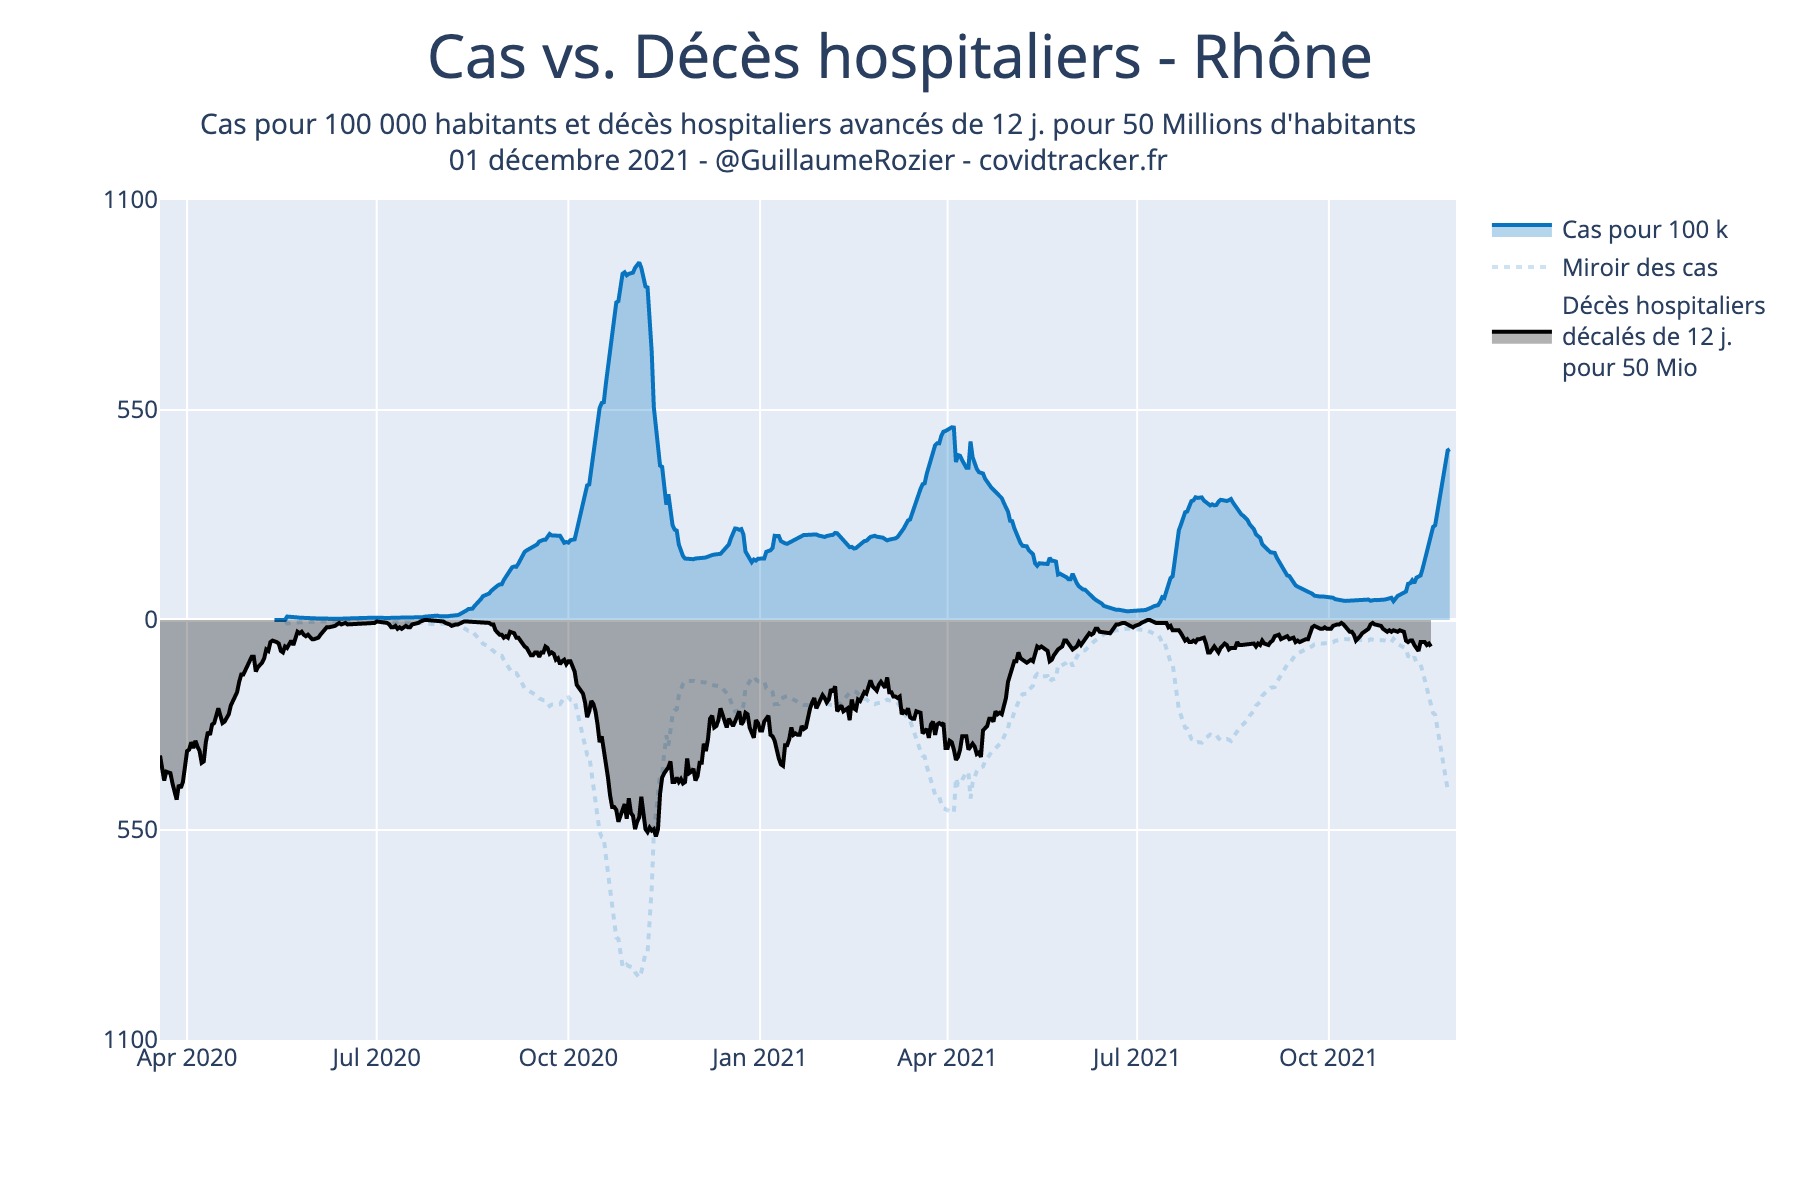 Cas vs. Décès hospitaliers - Rhône
Cas pour 100 000 habitants et décès hospitaliers avancés de 12 j. pour 50 Millions d'habitants
01 décembre 2021 - @GuillaumeRozier - covidtracker.fr
1100
550
0
550
1100
Apr 2020
Jul 2020
Oct 2020
Jan 2021
Apr 2021
Jul 2021
Oct 2021
Cas pour 100 k
Miroir des cas
Décès hospitaliers
décalés de 12 j.
pour 50 Mio